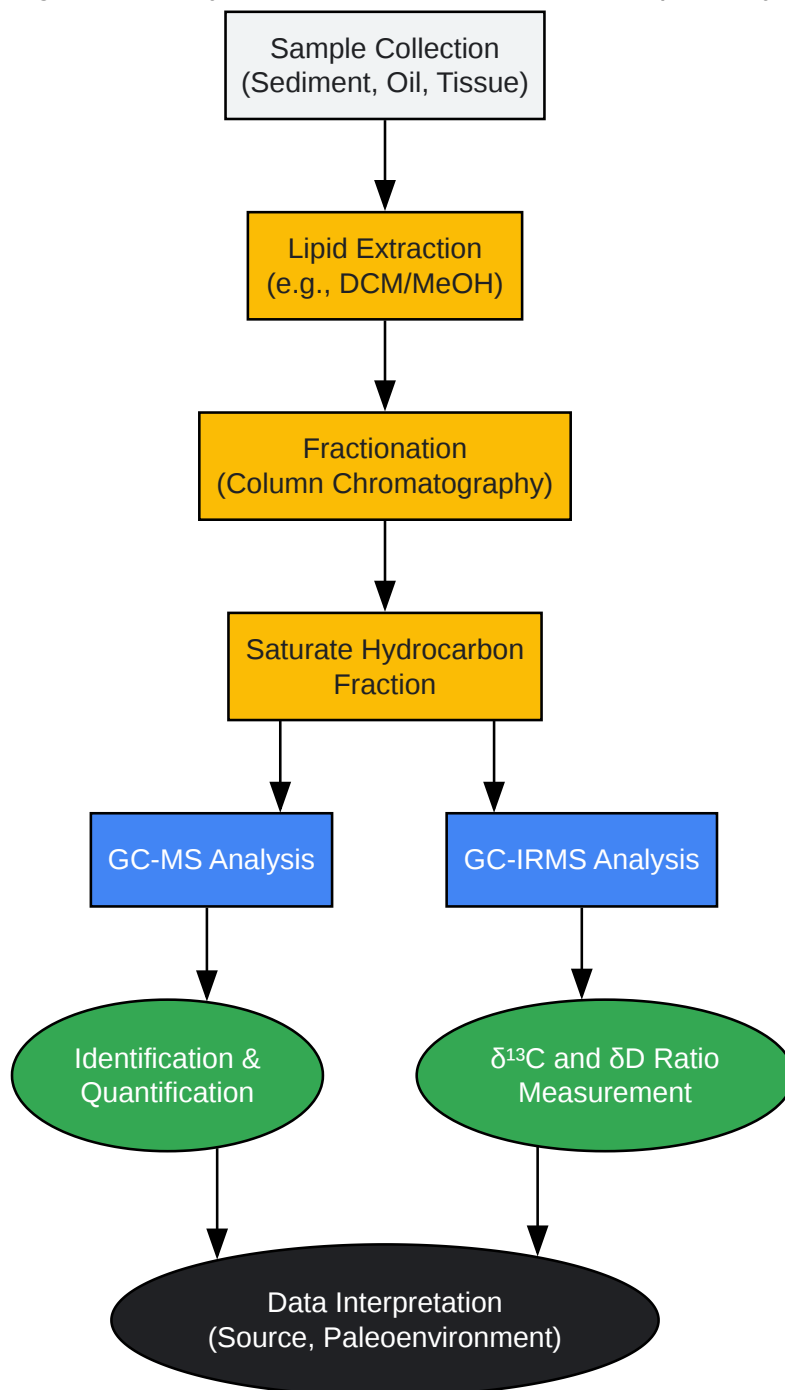 Sample Collection
(Sediment, Oil, Tissue)
Lipid Extraction
(e.g., DCM/MeOH)
Fractionation
(Column Chromatography)
Saturate Hydrocarbon
Fraction
GC-MS Analysis
GC-IRMS Analysis
Identification &
Quantification
δ¹³C and δD Ratio
Measurement
Data Interpretation
(Source, Paleoenvironment)